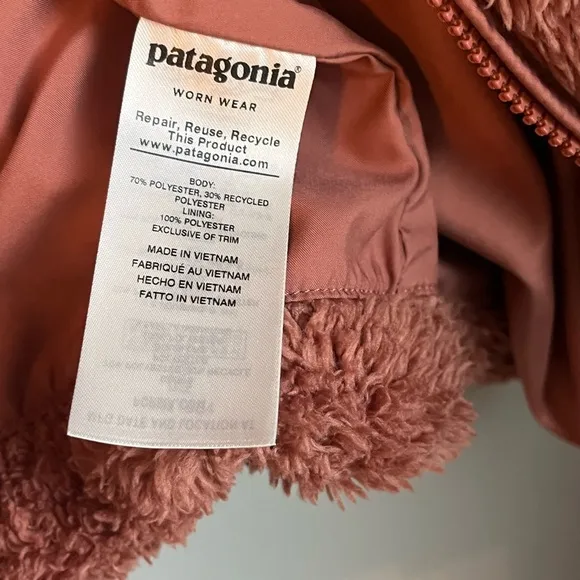 patagonia®
WORN WEAR
Repair, Reuse, Recycle
This Product
www.patagonia.com
BODY:
70% POLYESTER, 30% RECYCLED
POLYESTER
LINING:
100% POLYESTER
EXCLUSIVE OF TRIM
MADE IN VIETNAM
FABRIQUÉ AU VIETNAM
HECHO EN VIETNAM
FATTO IN VIETNAM